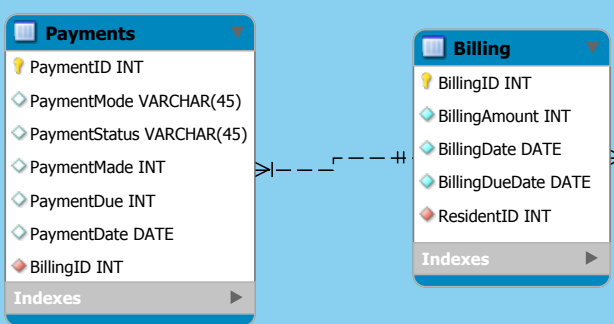 Payments
PaymentID INT
PaymentMode VARCHAR(45)
PaymentStatus VARCHAR(45)
PaymentMade INT
PaymentDue INT
PaymentDate DATE
BillingID INT
Indexes
Billing
BillingID INT
BillingAmount INT
BillingDate DATE
BillingDueDate DATE
ResidentID INT
Indexes